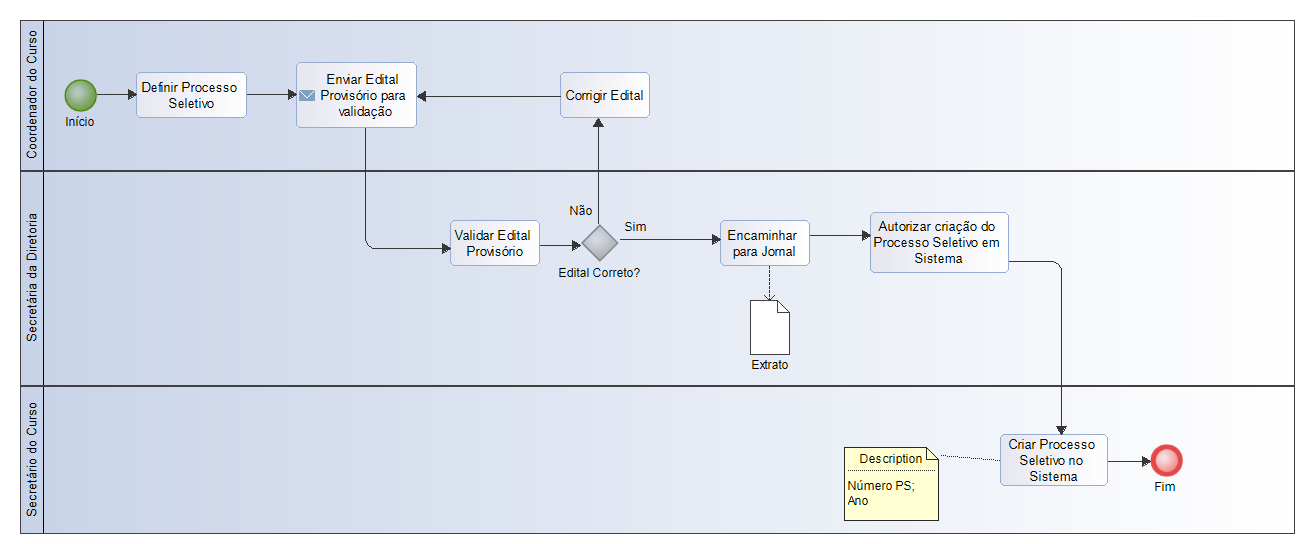 Coordenador do Curso
Início
Definir Processo
Seletivo
Enviar Edital
Provisório para
validação
Corrigir Edital
Secretária da Diretoria
Validar Edital
Provisório
Não
Sim
Edital Correto?
Encaminhar
para Jornal
Extrato
Autorizar criação do
Processo Seletivo em
Sistema
Secretário do Curso
Description
Número PS;
Ano
Criar Processo
Seletivo no
Sistema
Fim